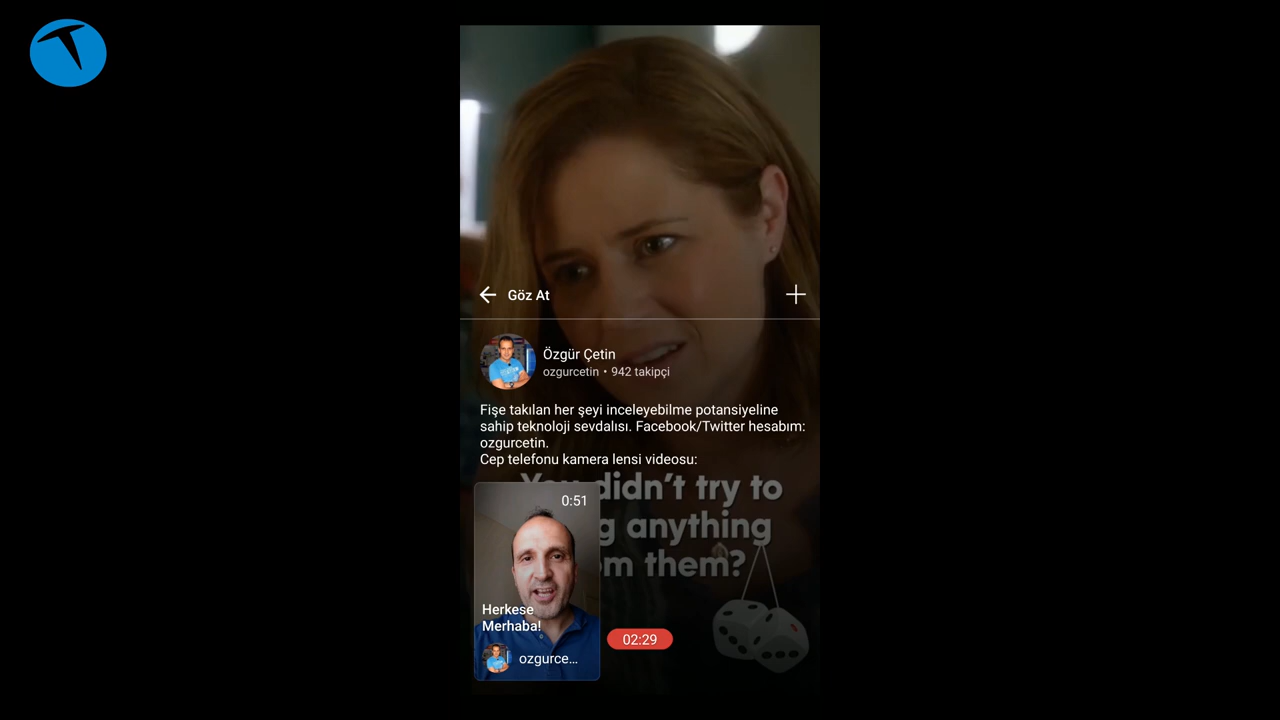 Göz At
Özgür Çetin
ozgurcetin • 942 takipçi
Fişe takılan her şeyi inceleyebilme potansiyeline
sahip teknoloji sevdalısı. Facebook/Twitter hesabım:
ozgurcetin.
Cep telefonu kamera lensi videosu:
You didn't try to
anything
them?
0:51
Herkese
Merhaba!
ozgurce...
02:29